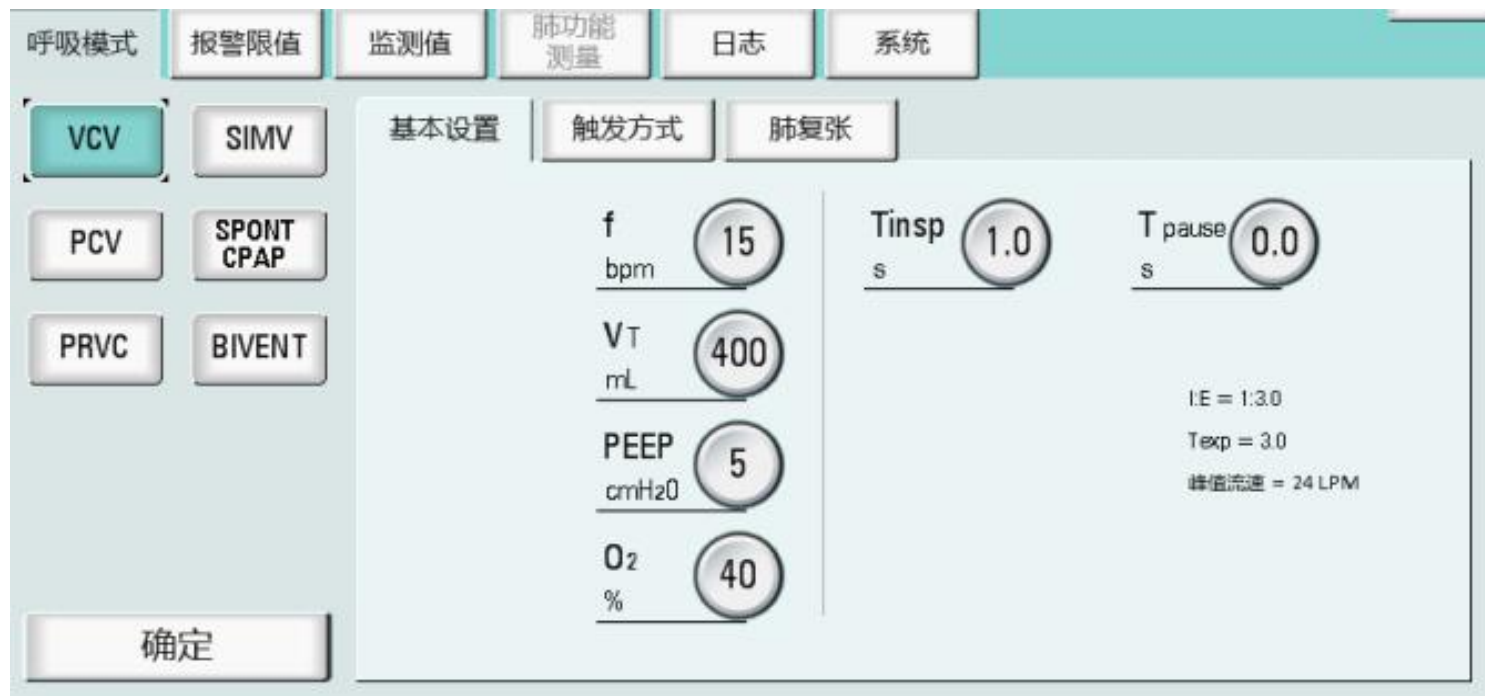 呼吸模式
报警限值
监测值
肺功能
测量
日志
系统
VCV
SIMV
PCV
SPONT
CPAP
PRVC
BIVENT
确定
基本设置
触发方式
肺复张
f
bpm
15
VT
mL
400
PEEP
cmH2O
5
O2
%
40
Tinsp
s
1.0
T pause
s
0.0
I:E = 1:3.0
Texp = 3.0
峰值流速 = 24 LPM